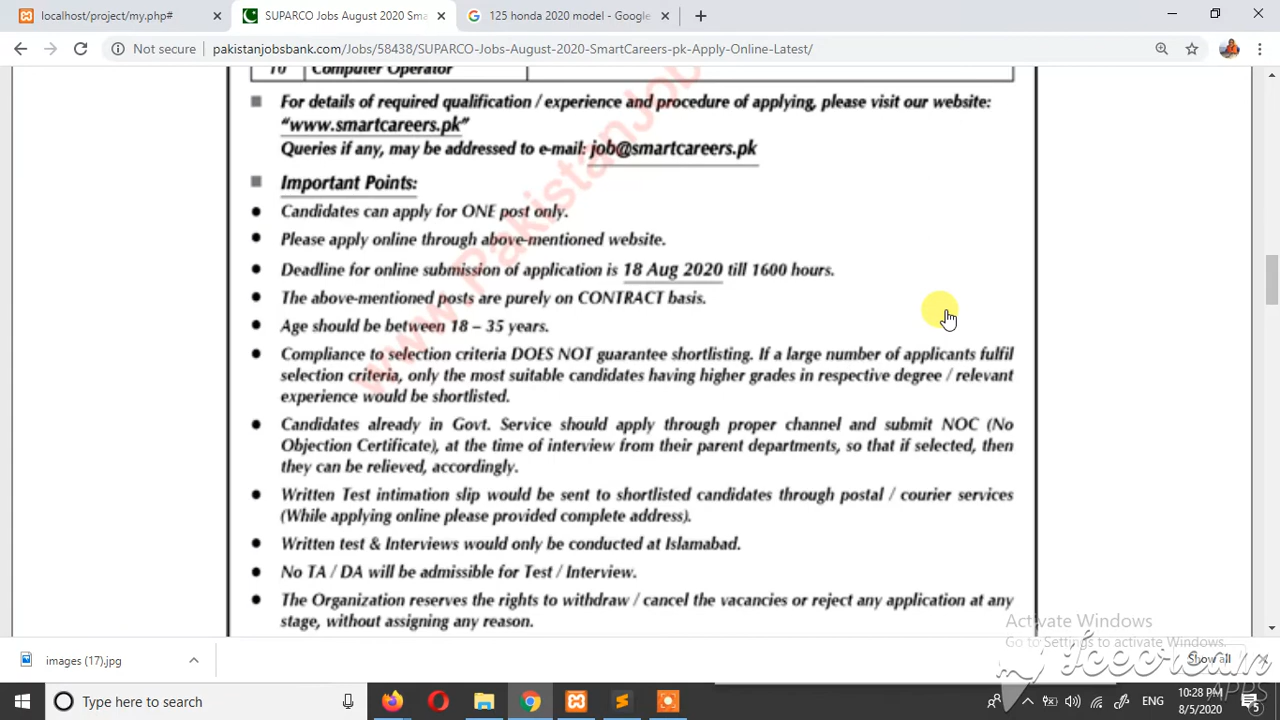 localhost/project/my.php#
SUPARCO Jobs August 2020 Sma
125 honda 2020 model - Google
Not secure
pakistanjobsbank.com/Jobs/58438/SUPARCO-Jobs-August-2020-SmartCareers-pk-Apply-Online-Latest/
10 Computer Operator
For details of required qualification / experience and procedure of applying, please visit our website:
“www.smartcareers.pk”
Queries if any, may be addressed to e-mail: job@smartcareers.pk
Important Points:
Candidates can apply for ONE post only.
Please apply online through above-mentioned website.
Deadline for online submission of application is 18 Aug 2020 till 1600 hours.
The above-mentioned posts are purely on CONTRACT basis.
Age should be between 18 – 35 years.
Compliance to selection criteria DOES NOT guarantee shortlisting. If a large number of applicants fulfil
selection criteria, only the most suitable candidates having higher grades in respective degree / relevant
experience would be shortlisted.
Candidates already in Govt. Service should apply through proper channel and submit NOC (No
Objection Certificate), at the time of interview from their parent departments, so that if selected, then
they can be relieved, accordingly.
Written Test intimation slip would be sent to shortlisted candidates through postal / courier services
(While applying online please provided complete address).
Written test & Interviews would only be conducted at Islamabad.
No TA / DA will be admissible for Test / Interview.
The Organization reserves the rights to withdraw / cancel the vacancies or reject any application at any
stage, without assigning any reason.
www.PakistanJob
Activate Windows
Go to Settings to activate Windows.
images (17).jpg
Show all
Icecream
APPS
Type here to search
ENG
10:28 PM
8/5/2020
5